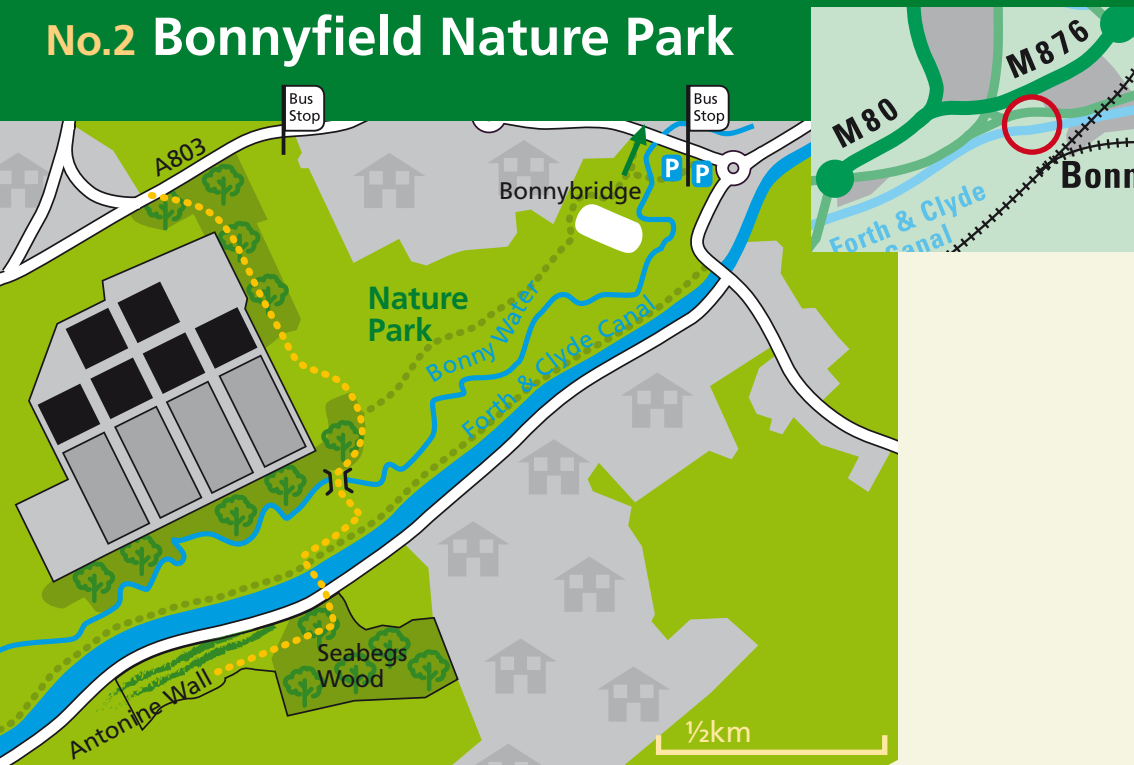 No.2 Bonnyfield Nature Park
Bus
Stop
Bus
Stop
M876
M80
Bonn
Forth & Clyde
Canal
A803
P
P
Bonnybridge
Nature
Park
Bonny Water
Forth & Clyde Canal
Seabegs
Wood
Antonine Wall
½km